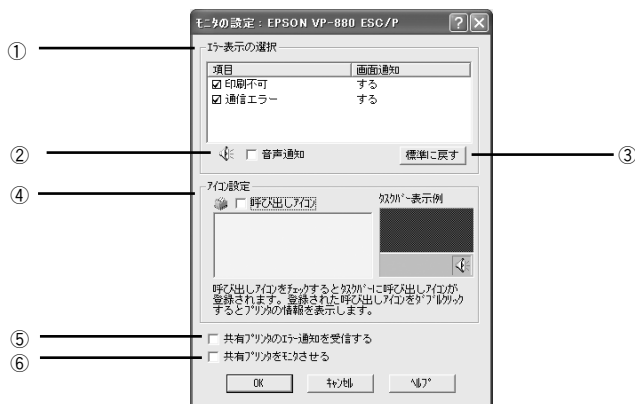 モニタの設定 : EPSON VP-880 ESC/P
①
エラー表示の選択
項目 画面通知
印刷不可 する
通信エラー する
② 音声通知 標準に戻す ③
④
アイコン設定
呼び出しアイコン タスクバー表示例
呼び出しアイコンをチェックするとタスクバーに呼び出しアイコンが
登録されます。登録された呼び出しアイコンをダブルクリック
するとプリンタの情報を表示します。
⑤ 共有プリンタのエラー通知を受信する
⑥ 共有プリンタをモニタさせる
OK キャンセル ヘルプ